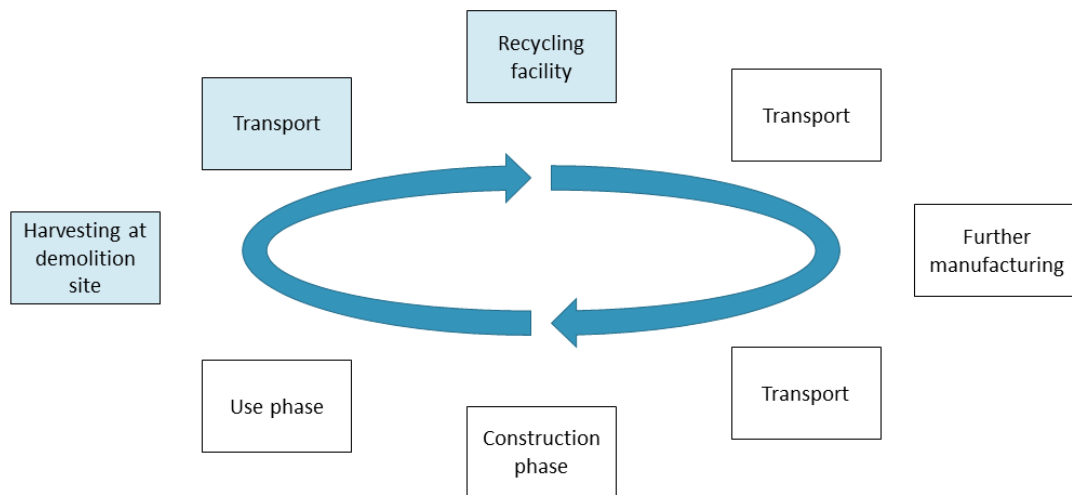 Recycling
facility
Transport
Transport
Harvesting at
demolition
site
Further
manufacturing
Use phase
Transport
Construction
phase